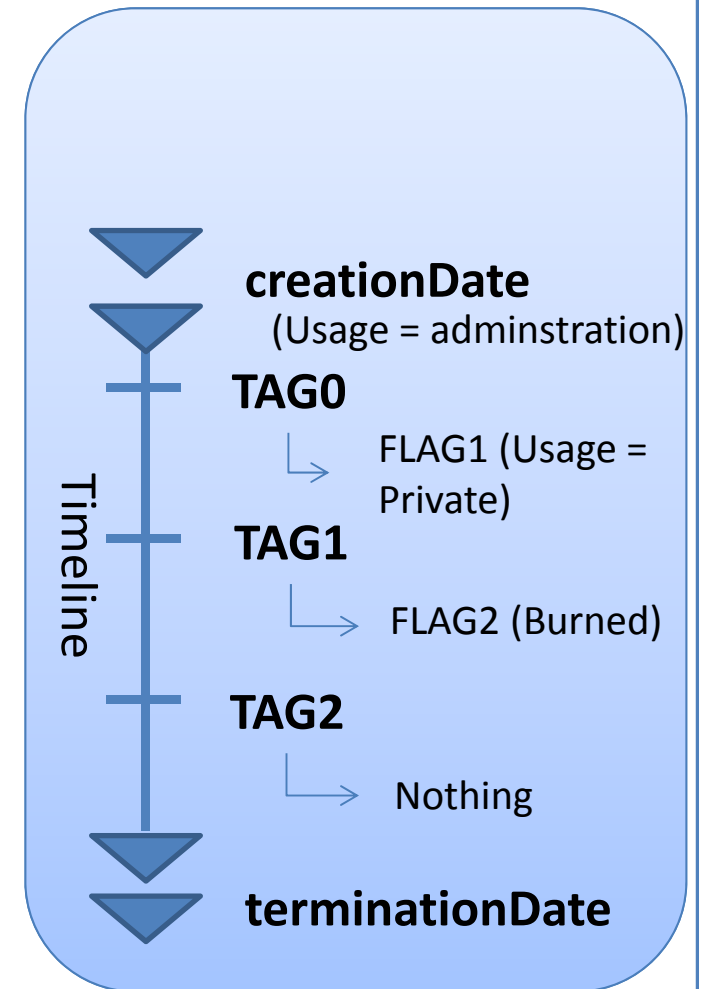 creationDate
(Usage = adminstration)
TAG0
FLAG1 (Usage =
Private)
Timeline
TAG1
FLAG2 (Burned)
TAG2
Nothing
terminationDate